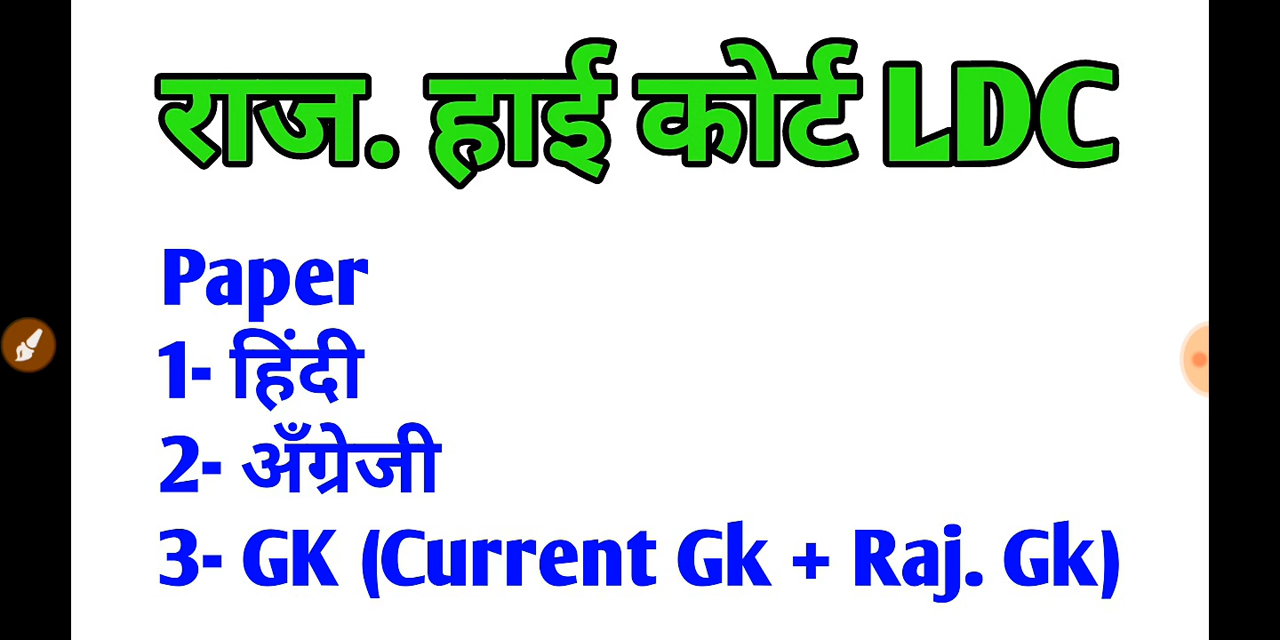 राज. हाई कोर्ट LDC
Paper
1- हिंदी
2- अँग्रेजी
3- GK (Current Gk + Raj. Gk)